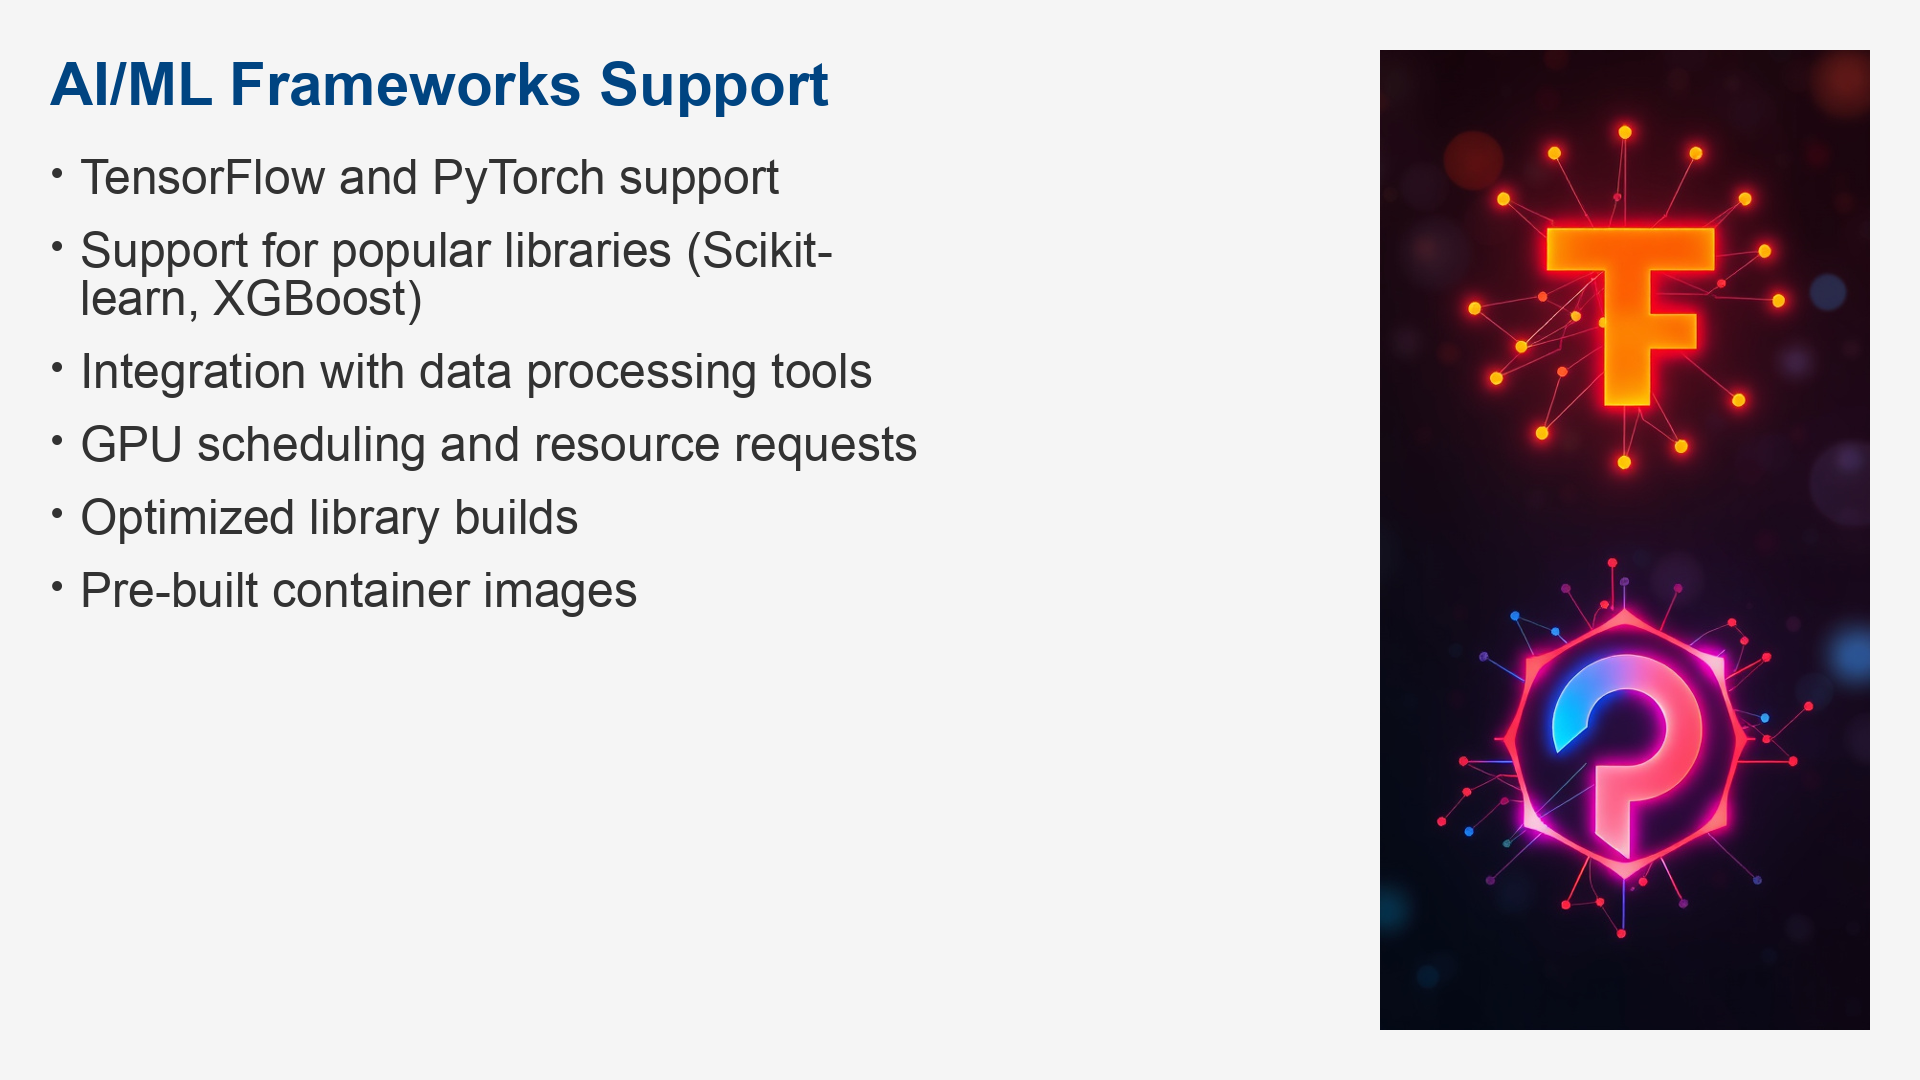 AI/ML Frameworks Support
• TensorFlow and PyTorch support
• Support for popular libraries (Scikit-
learn, XGBoost)
• Integration with data processing tools
• GPU scheduling and resource requests
• Optimized library builds
• Pre-built container images
TF
P